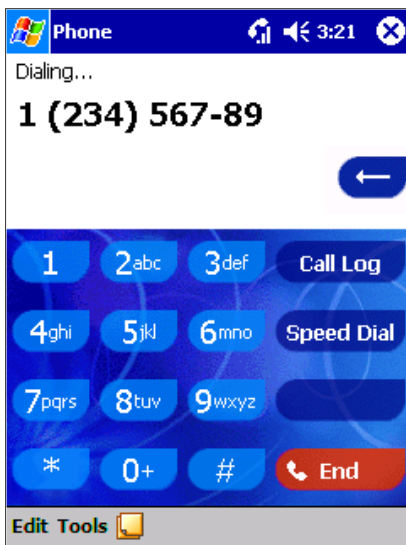 Phone 3:21
Dialing...
1 (234) 567-89
1 2abc 3def Call Log
4ghi 5jkl 6mno Speed Dial
7pqrs 8tuv 9wxyz
* 0+ # End
Edit Tools